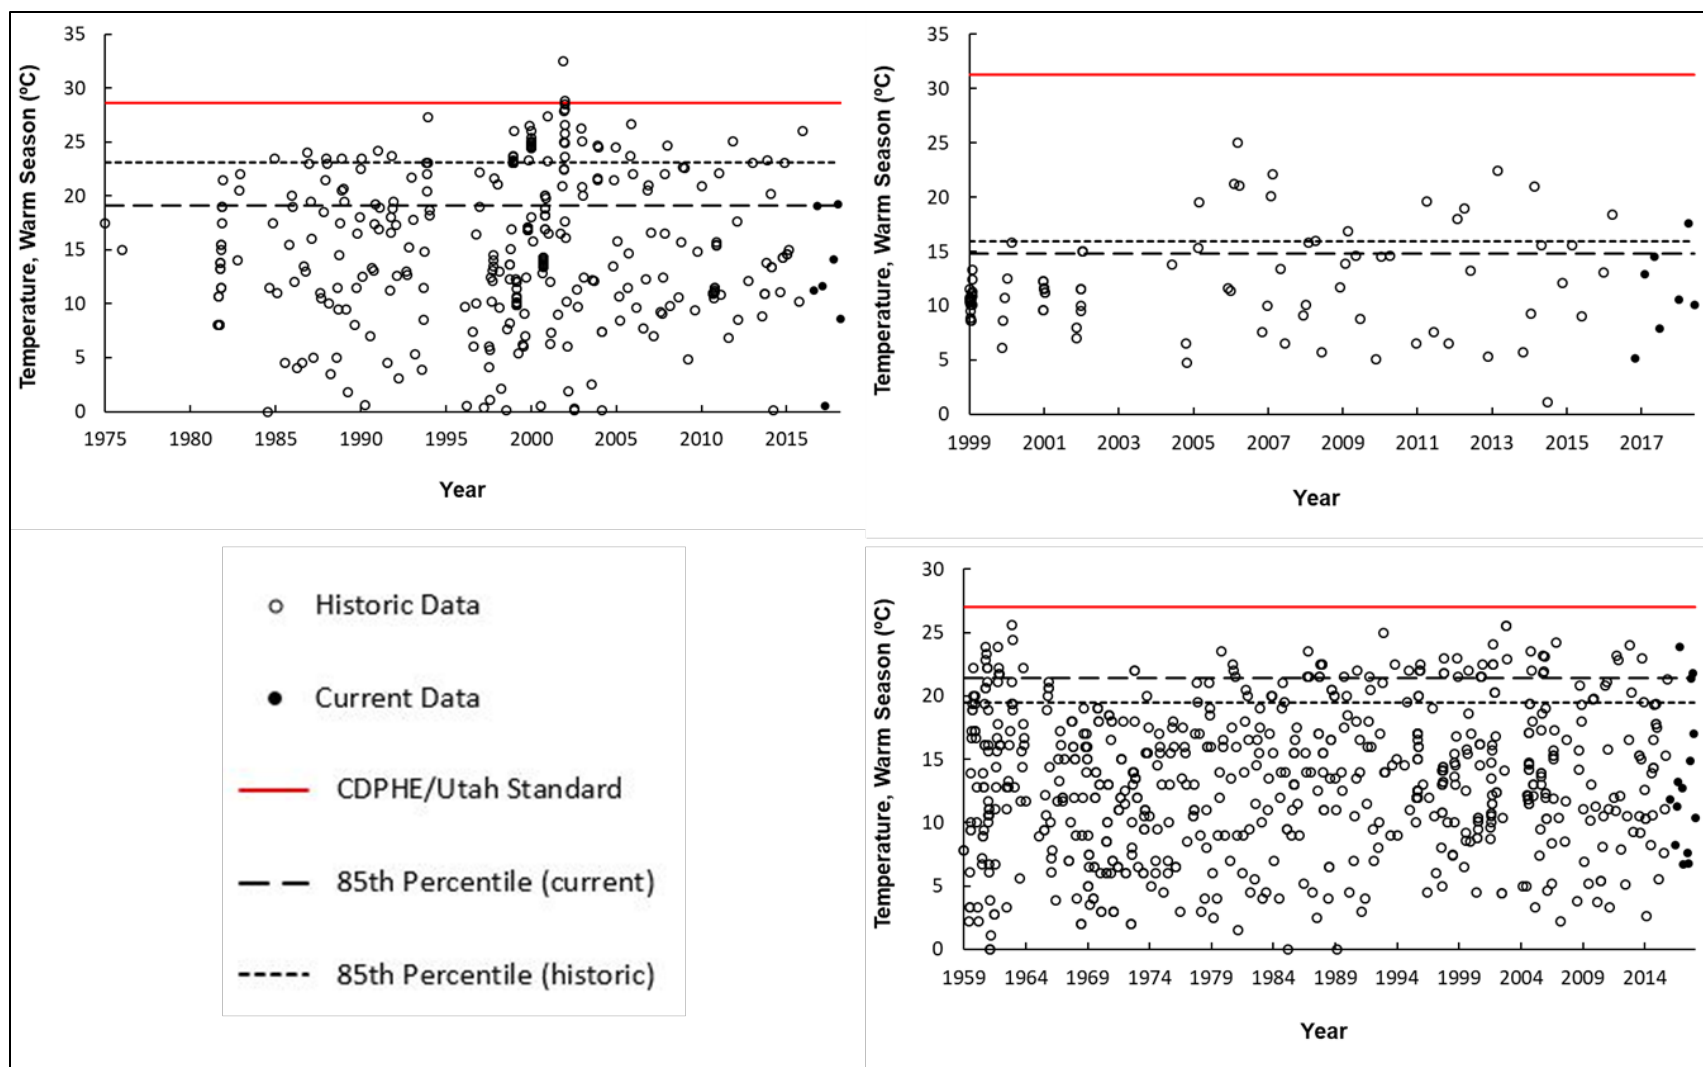 35
30
25
20
15
10
5
0
Temperature, Warm Season (ºC)
1975 1980 1985 1990 1995 2000 2005 2010 2015
Year
35
30
25
20
15
10
5
0
Temperature, Warm Season (ºC)
1999 2001 2003 2005 2007 2009 2011 2013 2015 2017
Year
Historic Data
Current Data
CDPHE/Utah Standard
85th Percentile (current)
85th Percentile (historic)
30
25
20
15
10
5
0
Temperature, Warm Season (ºC)
1959 1964 1969 1974 1979 1984 1989 1994 1999 2004 2009 2014
Year